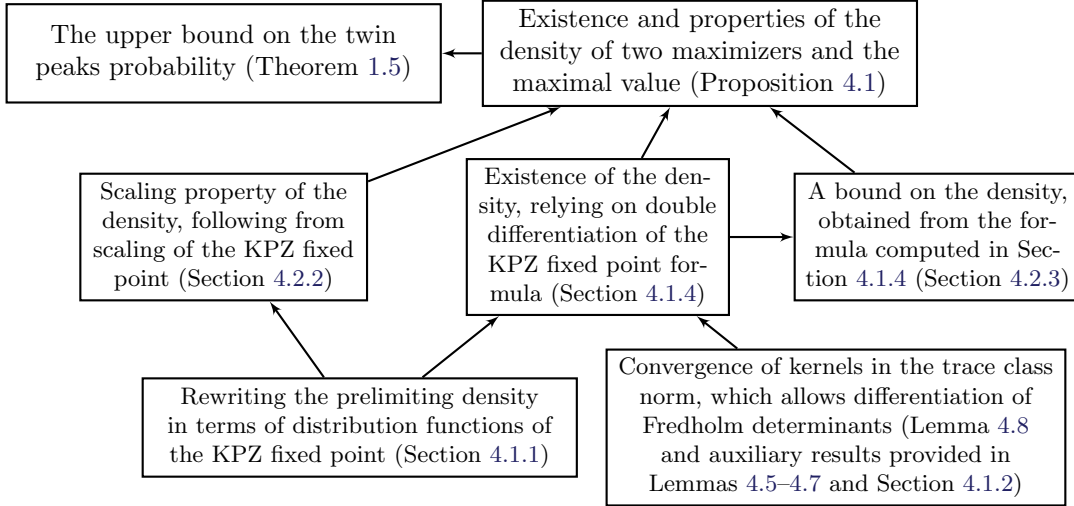 The upper bound on the twin
peaks probability (Theorem 1.5)
Existence and properties of the
density of two maximizers and the
maximal value (Proposition 4.1)
Scaling property of the
density, following from
scaling of the KPZ fixed
point (Section 4.2.2)
Existence of the den-
sity, relying on double
differentiation of the
KPZ fixed point for-
mula (Section 4.1.4)
A bound on the density,
obtained from the for-
mula computed in Sec-
tion 4.1.4 (Section 4.2.3)
Rewriting the prelimiting density
in terms of distribution functions of
the KPZ fixed point (Section 4.1.1)
Convergence of kernels in the trace class
norm, which allows differentiation of
Fredholm determinants (Lemma 4.8
and auxiliary results provided in
Lemmas 4.5–4.7 and Section 4.1.2)